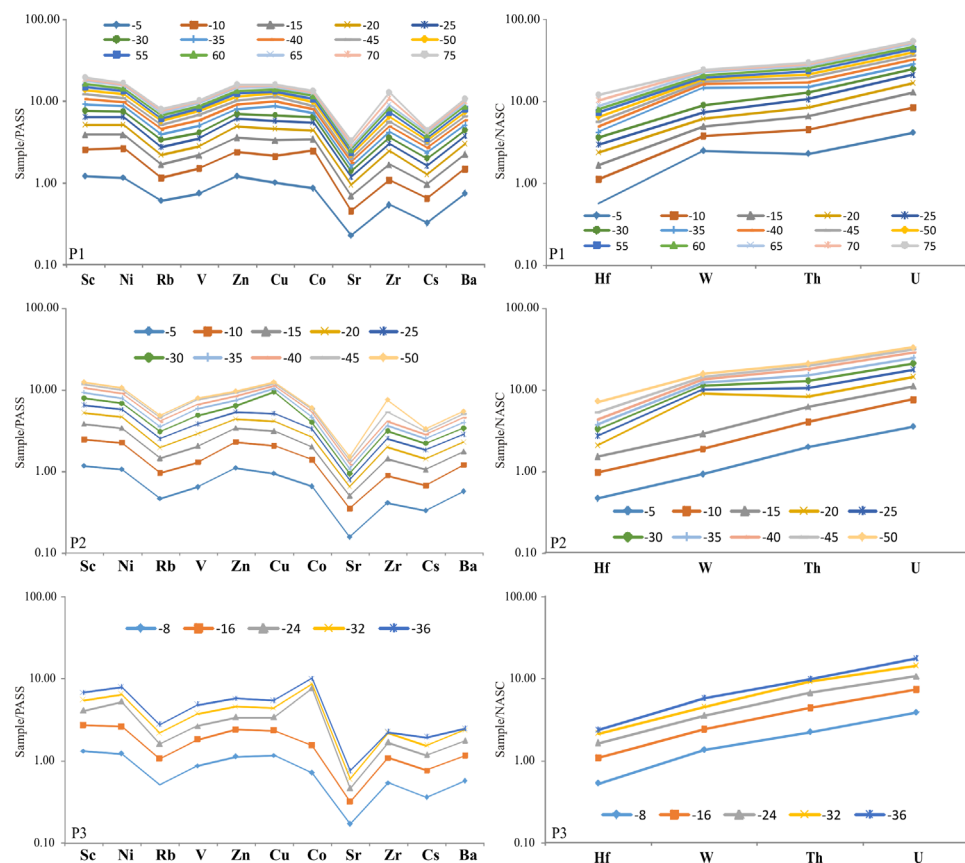 100.00
-5 -10 -15 -20 -25
-30 -35 -40 -45 -50
55 60 65 70 75
10.00
Sample/PASS
1.00
P1
0.10
Sc Ni Rb V Zn Cu Co Sr Zr Cs Ba
100.00
10.00
Sample/NASC
1.00
-5 -10 -15 -20 -25
-30 -35 -40 -45 -50
55 60 65 70 75
P1
0.10
Hf W Th U
100.00
-5 -10 -15 -20 -25
-30 -35 -40 -45 -50
10.00
Sample/PASS
1.00
P2
0.10
Sc Ni Rb V Zn Cu Co Sr Zr Cs Ba
100.00
10.00
Sample/NASC
1.00
-5 -10 -15 -20 -25
-30 -35 -40 -45 -50
P2
0.10
Hf W Th U
100.00
-8 -16 -24 -32 -36
10.00
Sample/PASS
1.00
P3
0.10
Sc Ni Rb V Zn Cu Co Sr Zr Cs Ba
100.00
10.00
Sample/NASC
1.00
-8 -16 -24 -32 -36
P3
0.10
Hf W Th U